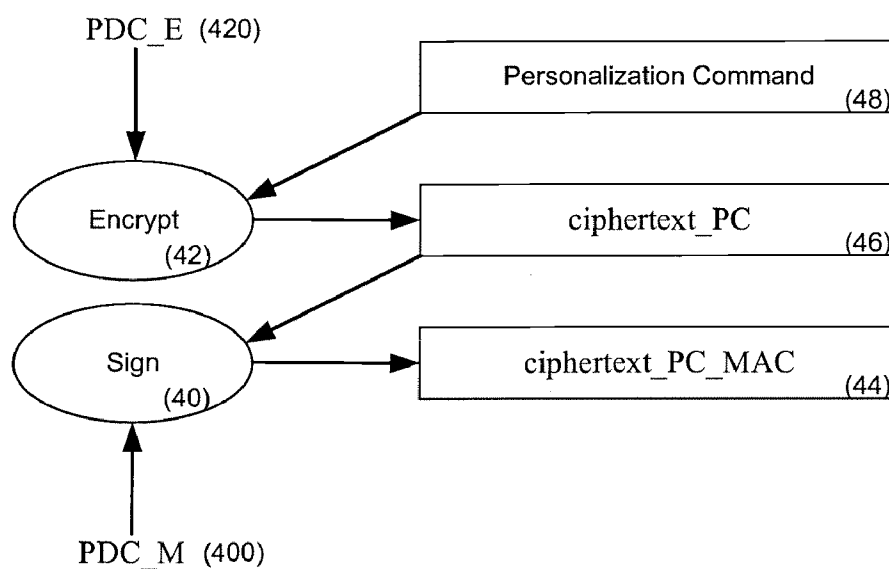 PDC_E (420)
Personalization Command
(48)
Encrypt
(42)
ciphertext_PC
(46)
Sign
(40)
ciphertext_PC_MAC
(44)
PDC_M (400)